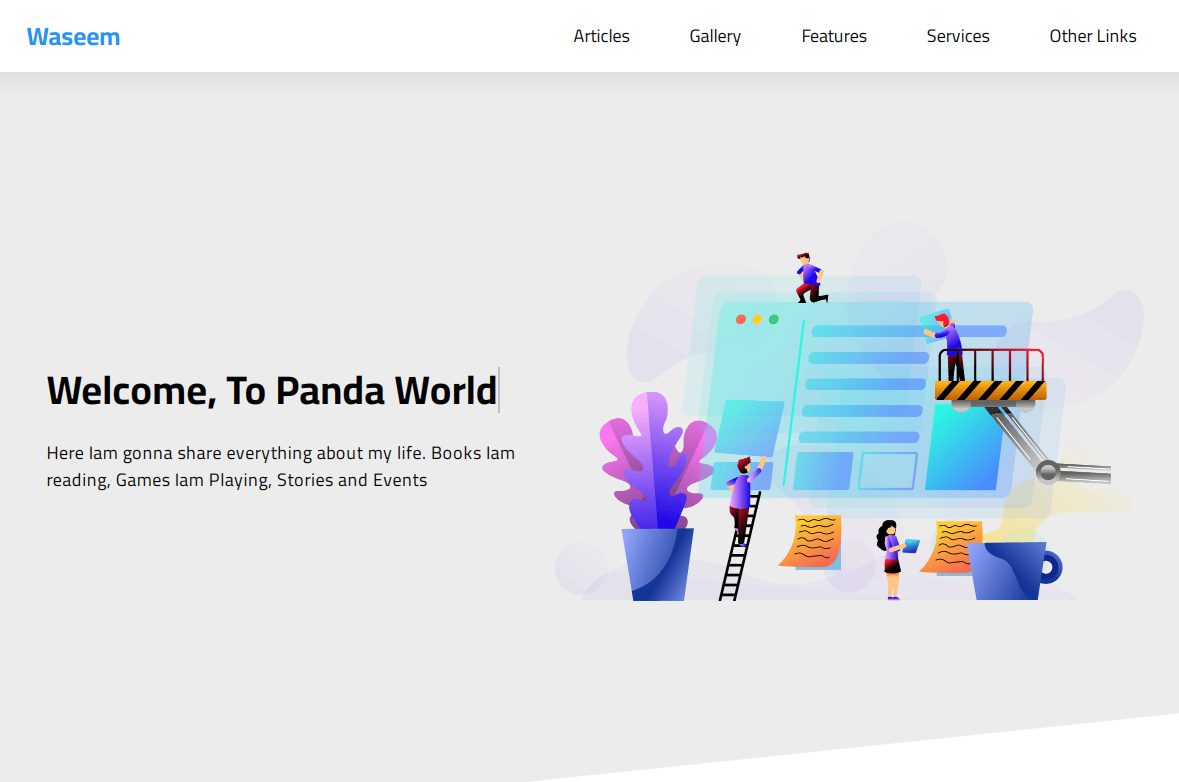 Waseem
Articles
Gallery
Features
Services
Other Links
Welcome, To Panda World
Here Iam gonna share everything about my life. Books Iam
reading, Games Iam Playing, Stories and Events